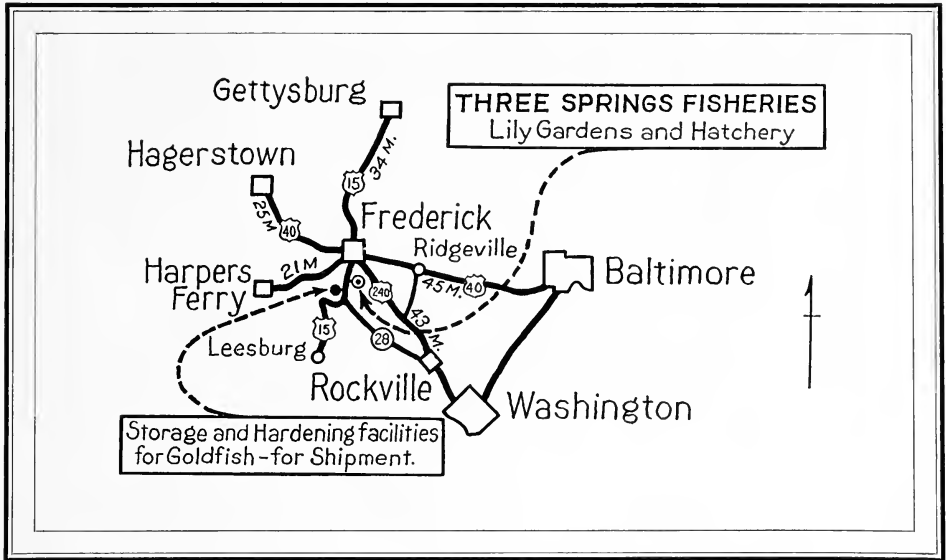 Gettysburg
THREE SPRINGS FISHERIES
Lily Gardens and Hatchery
34 M.
Hagerstown
15
25 M
40
Frederick
Ridgeville
21 M
Harpers
Ferry
240
45 M.
40
Baltimore
15
43 M.
28
Leesburg
Rockville
Washington
Storage and Hardening facilities
for Goldfish-for Shipment.